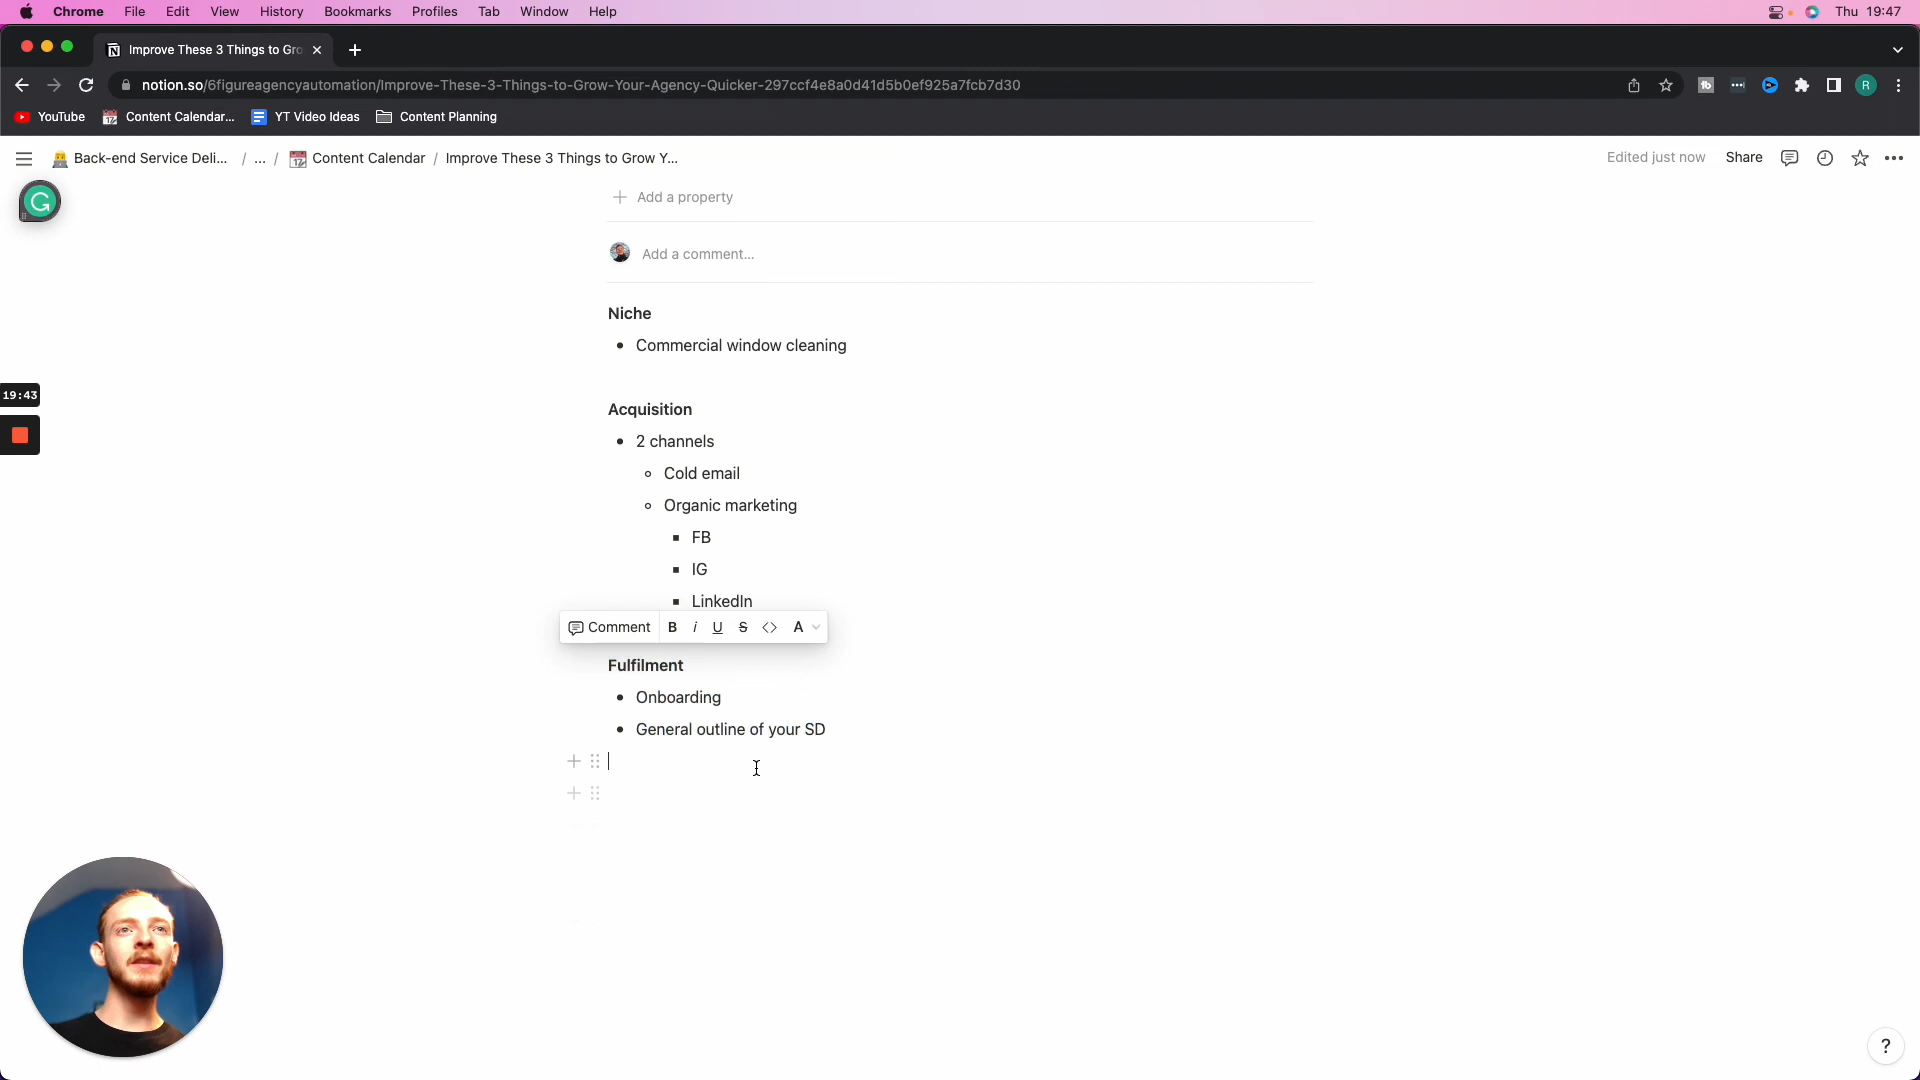 Chrome File Edit View History Bookmarks Profiles Tab Window Help Thu 19:47
Improve These 3 Things to Gro
notion.so/6figureagencyautomation/Improve-These-3-Things-to-Grow-Your-Agency-Quicker-297ccf4e8a0d41d5b0ef925a7fcb7d30
R
YouTube Content Calendar... YT Video Ideas Content Planning
Back-end Service Deli... / ... / Content Calendar / Improve These 3 Things to Grow Y... Edited just now Share
Add a property
Add a comment...
Niche
Commercial window cleaning
19:43
Acquisition
2 channels
Cold email
Organic marketing
FB
IG
LinkedIn
Comment B i U S <> A
Fulfilment
Onboarding
General outline of your SD
?